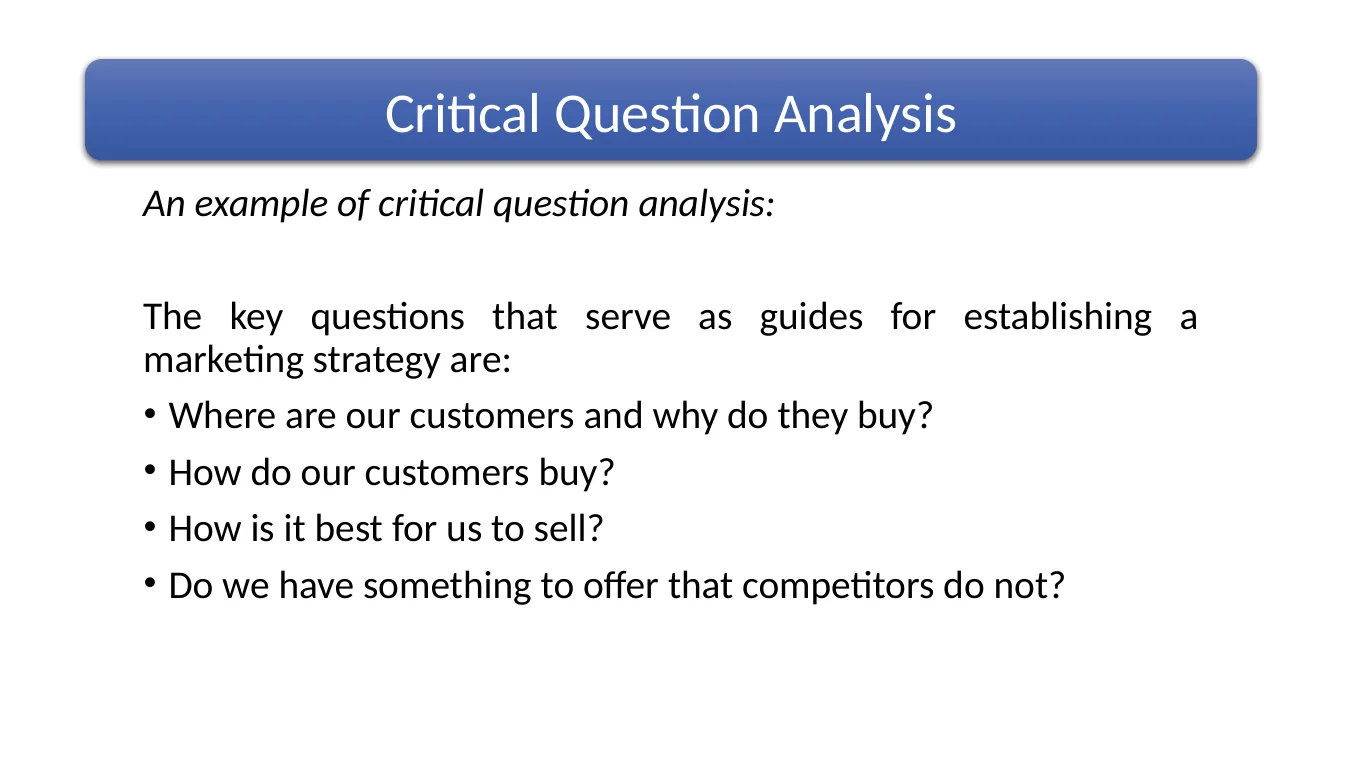 Critical Question Analysis
An example of critical question analysis:
The key questions that serve as guides for establishing a
marketing strategy are:
• Where are our customers and why do they buy?
• How do our customers buy?
• How is it best for us to sell?
• Do we have something to offer that competitors do not?